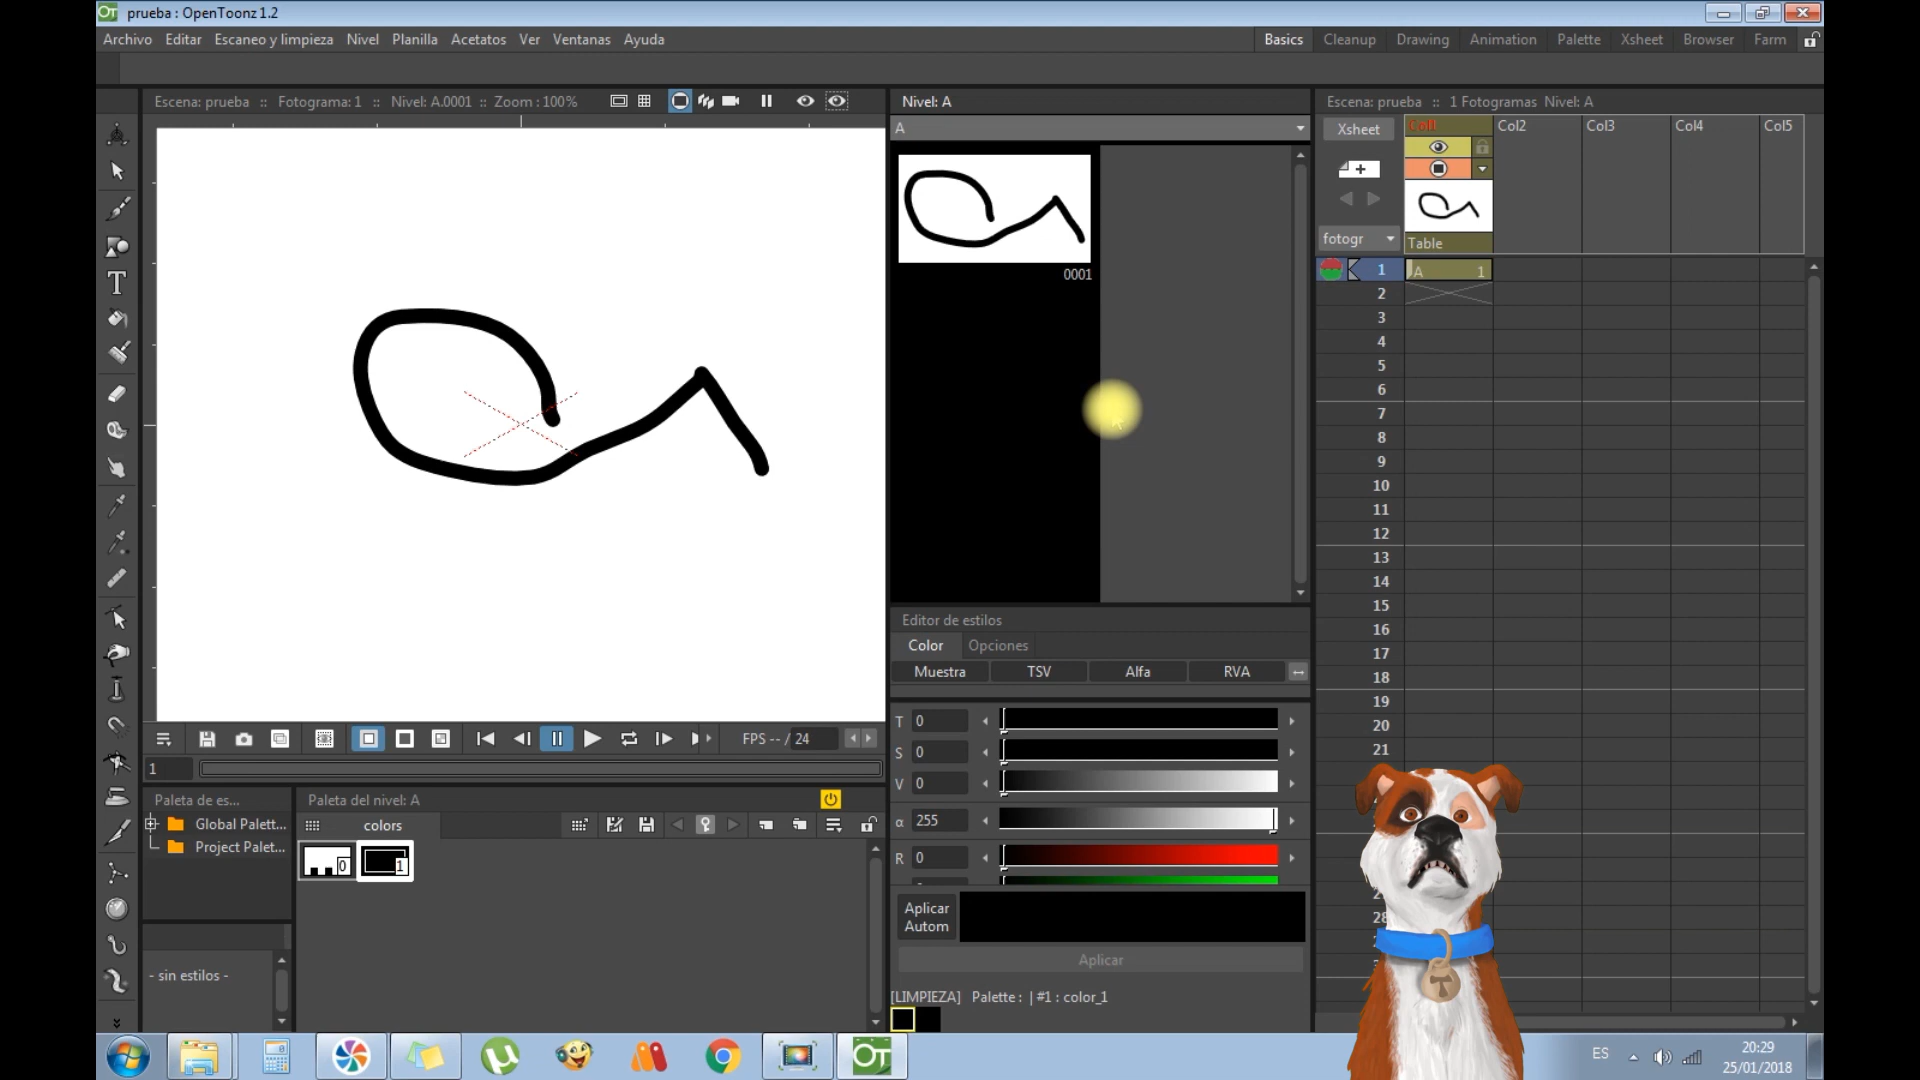 prueba : OpenToonz 1.2
Archivo Editar Escaneo y limpieza Nivel Planilla Acetatos Ver Ventanas Ayuda
Basics Cleanup Drawing Animation Palette Xsheet Browser Farm
Escena: prueba :: Fotograma: 1 :: Nivel: A.0001 :: Zoom : 100%
Nivel: A
Escena: prueba :: 1 Fotogramas Nivel: A
A
Xsheet
Col1 Col2 Col3 Col4 Col5
0001
fotogr
Table
1 A 1
2
3
4
5
6
7
8
9
10
11
12
13
14
15
16
17
18
19
20
21
28
Editor de estilos
Color Opciones
Muestra TSV Alfa RVA
T 0
S 0
V 0
α 255
R 0
Aplicar
Autom
Aplicar
[LIMPIEZA] Palette : | #1 : color_1
FPS -- / 24
1
Paleta de es...
Global Palett...
Project Palet...
- sin estilos -
Paleta del nivel: A
colors
0 1
T
ES
20:29
25/01/2018